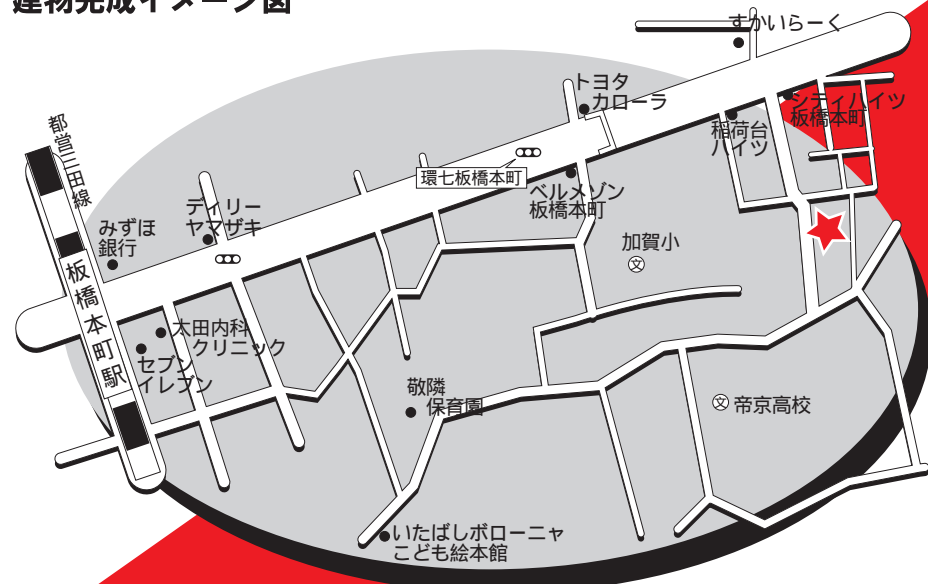 建物完成イメージ図
すかいらーく
トヨタ
カローラ
シティハイツ
板橋本町
稲荷台
ハイツ
都営三田線
環七板橋本町
ベルメゾン
板橋本町
デイリー
ヤマザキ
みずほ
銀行
加賀小
文
板橋本町駅
太田内科
クリニック
セブン
イレブン
敬隣
保育園
文 帝京高校
いたばしボローニャ
こども絵本館